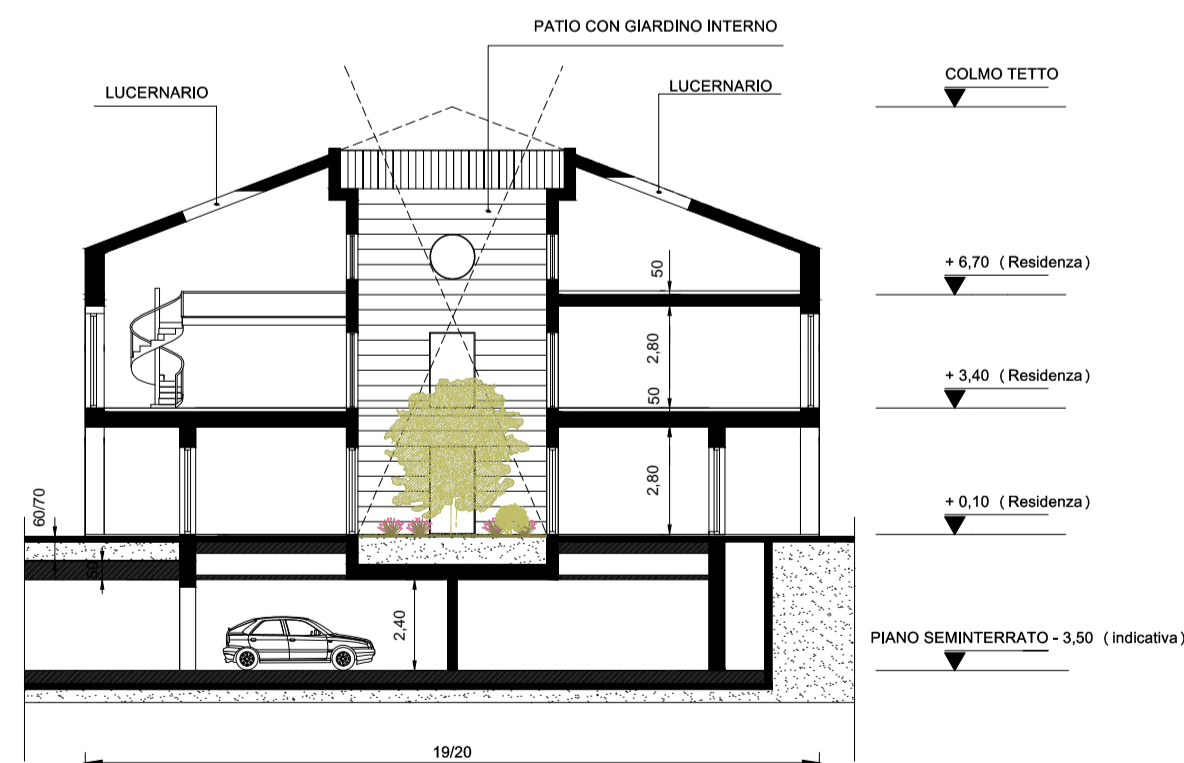 PATIO CON GIARDINO INTERNO
COLMO TETTO
LUCERNARIO
LUCERNARIO
+ 6,70 ( Residenza )
50
2,80
+ 3,40 ( Residenza )
50
2,80
+ 0,10 ( Residenza )
60/70
50
2,40
PIANO SEMINTERRATO - 3,50 ( indicativa )
19/20